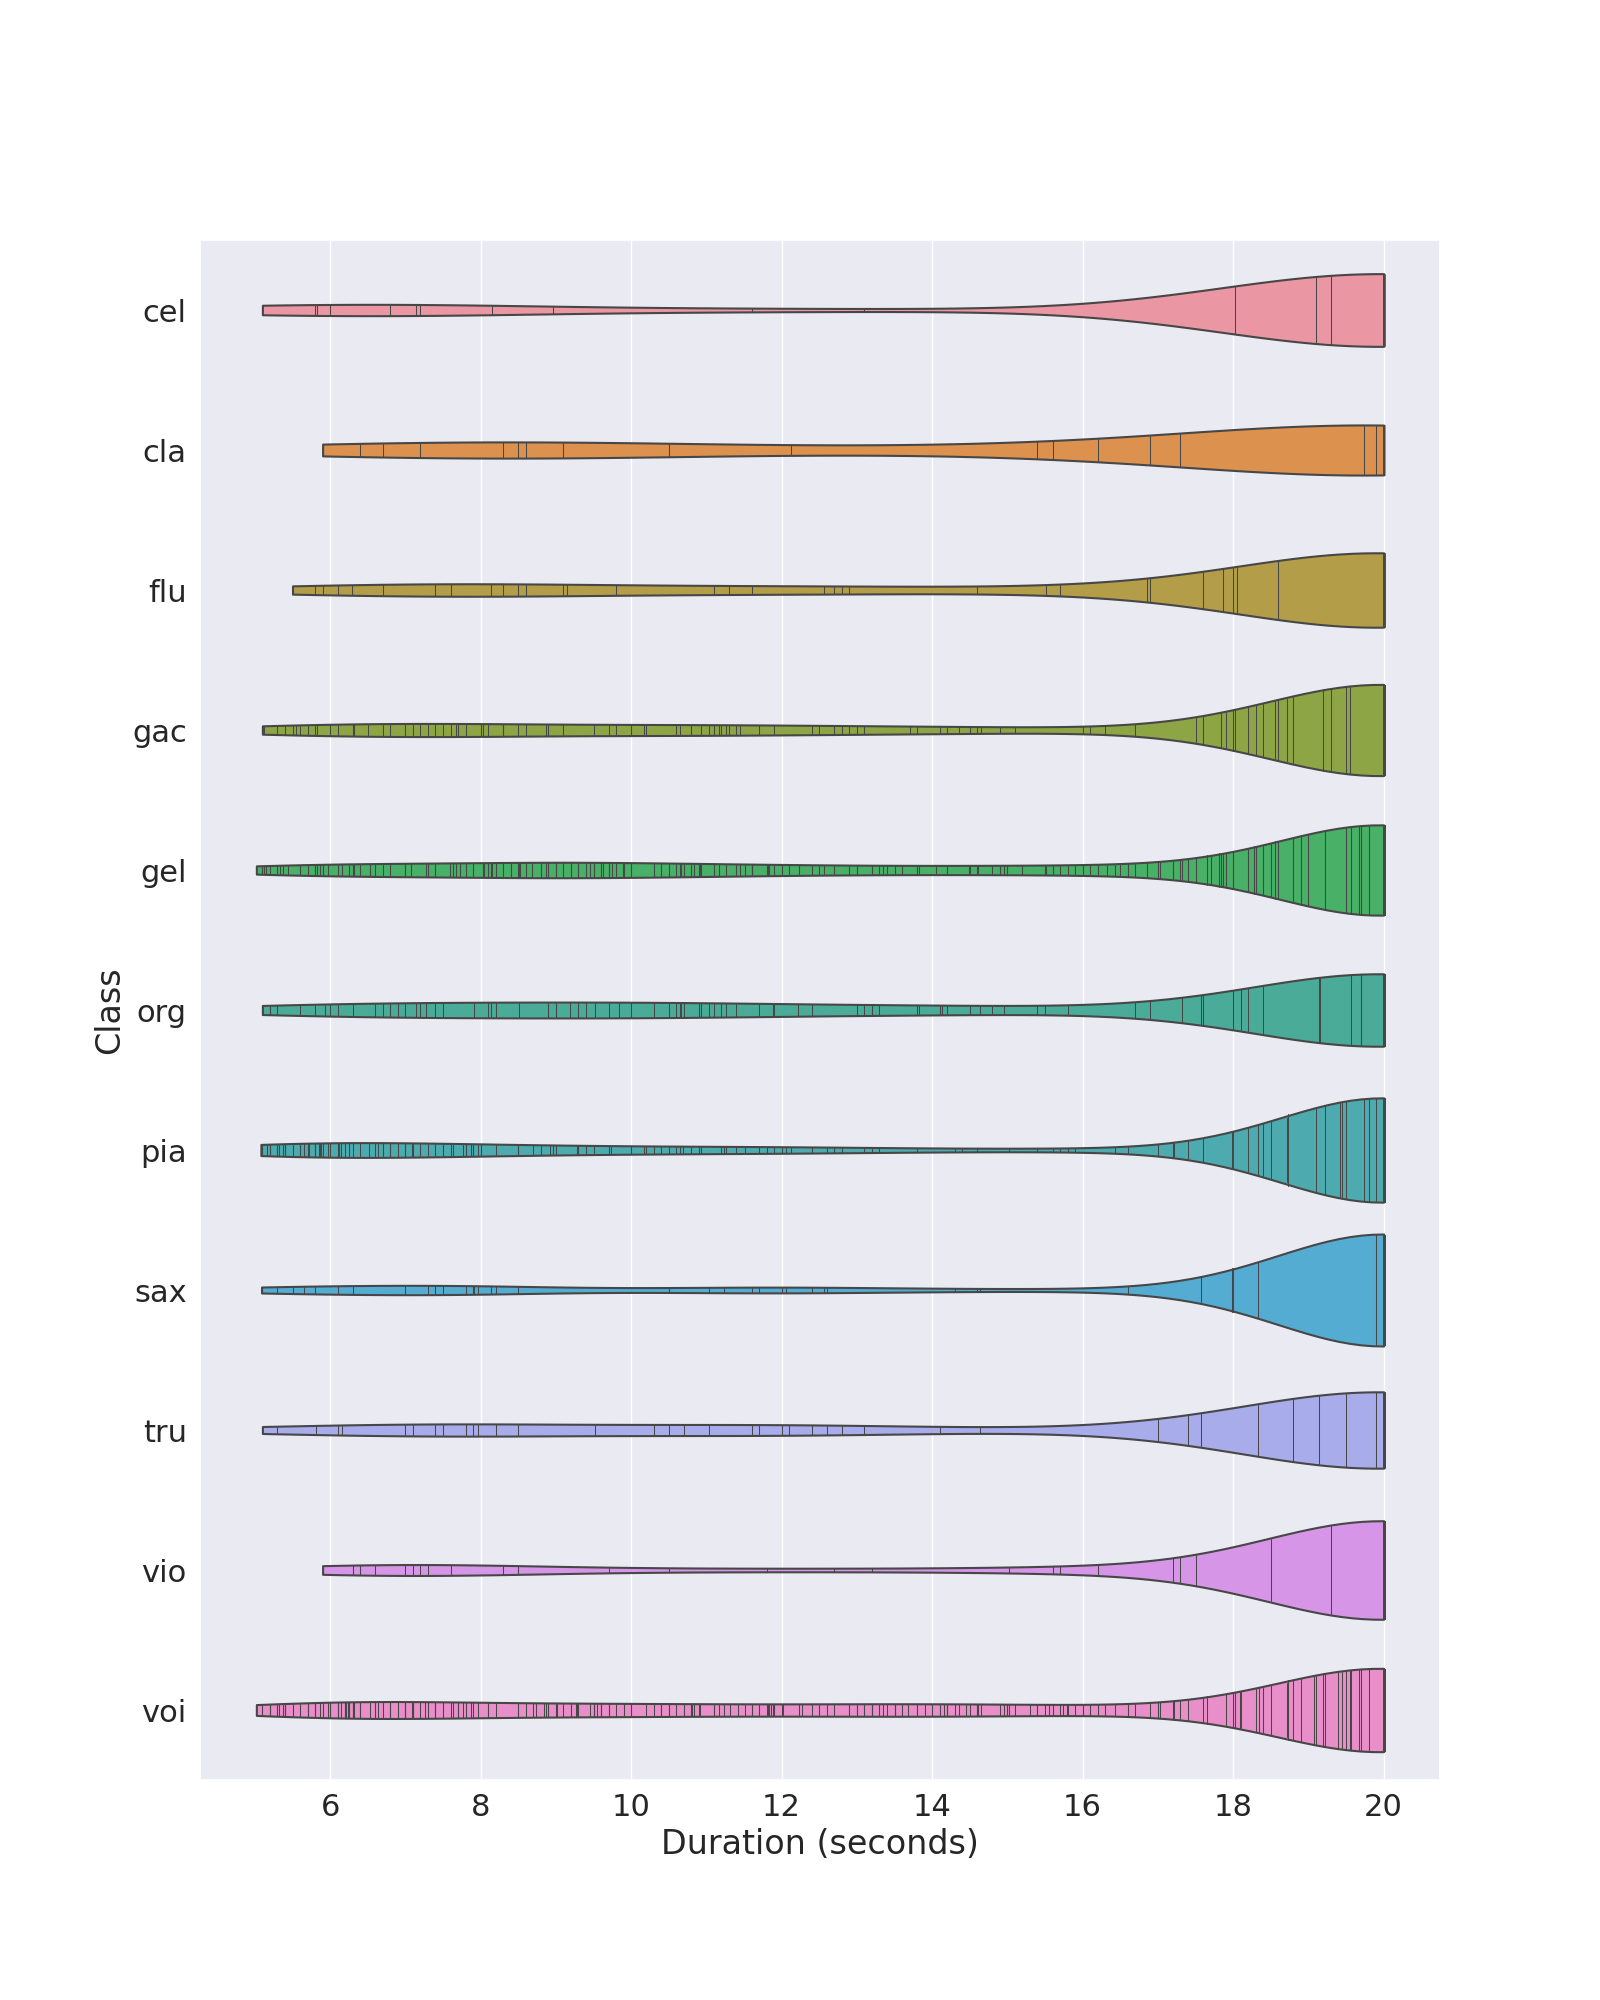 cel
cla
flu
gac
gel
org
pia
sax
tru
vio
voi
Class
6 8 10 12 14 16 18 20
Duration (seconds)